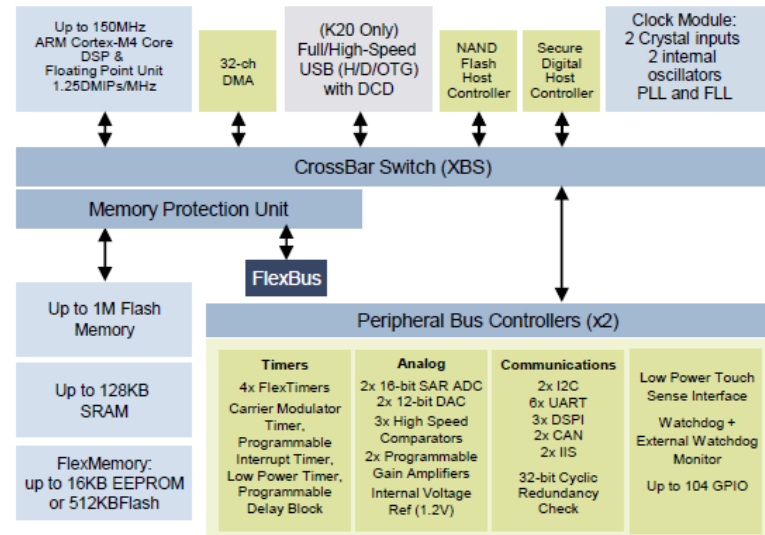 Up to 150MHz
ARM Cortex-M4 Core
DSP &
Floating Point Unit
1.25DMIPs/MHz
32-ch
DMA
(K20 Only)
Full/High-Speed
USB (H/D/OTG)
with DCD
NAND
Flash
Host
Controller
Secure
Digital
Host
Controller
Clock Module:
2 Crystal inputs
2 internal
oscillators
PLL and FLL
CrossBar Switch (XBS)
Memory Protection Unit
FlexBus
Up to 1M Flash
Memory
Up to 128KB
SRAM
FlexMemory:
up to 16KB EEPROM
or 512KBFlash
Peripheral Bus Controllers (x2)
Timers
4x FlexTimers
Carrier Modulator
Timer,
Programmable
Interrupt Timer,
Low Power Timer,
Programmable
Delay Block
Analog
2x 16-bit SAR ADC
2x 12-bit DAC
3x High Speed
Comparators
2x Programmable
Gain Amplifiers
Internal Voltage
Ref (1.2V)
Communications
2x I2C
6x UART
3x DSPI
2x CAN
2x IIS
32-bit Cyclic
Redundancy
Check
Low Power Touch
Sense Interface
Watchdog +
External Watchdog
Monitor
Up to 104 GPIO